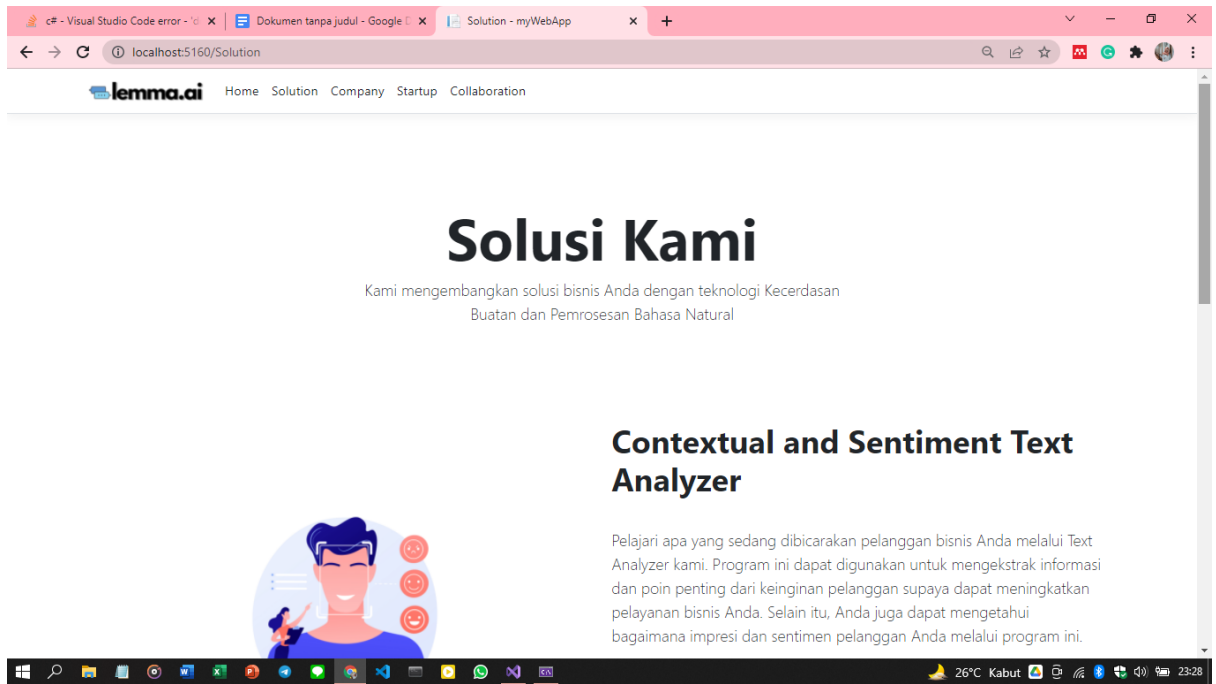 c# - Visual Studio Code error - 'd
Dokumen tanpa judul - Google D
Solution - myWebApp
localhost:5160/Solution
lemma.ai
Home Solution Company Startup Collaboration
Solusi Kami
Kami mengembangkan solusi bisnis Anda dengan teknologi Kecerdasan
Buatan dan Pemrosesan Bahasa Natural
Contextual and Sentiment Text
Analyzer
Pelajari apa yang sedang dibicarakan pelanggan bisnis Anda melalui Text
Analyzer kami. Program ini dapat digunakan untuk mengekstrak informasi
dan poin penting dari keinginan pelanggan supaya dapat meningkatkan
pelayanan bisnis Anda. Selain itu, Anda juga dapat mengetahui
bagaimana impresi dan sentimen pelanggan Anda melalui program ini.
26°C Kabut
23:28